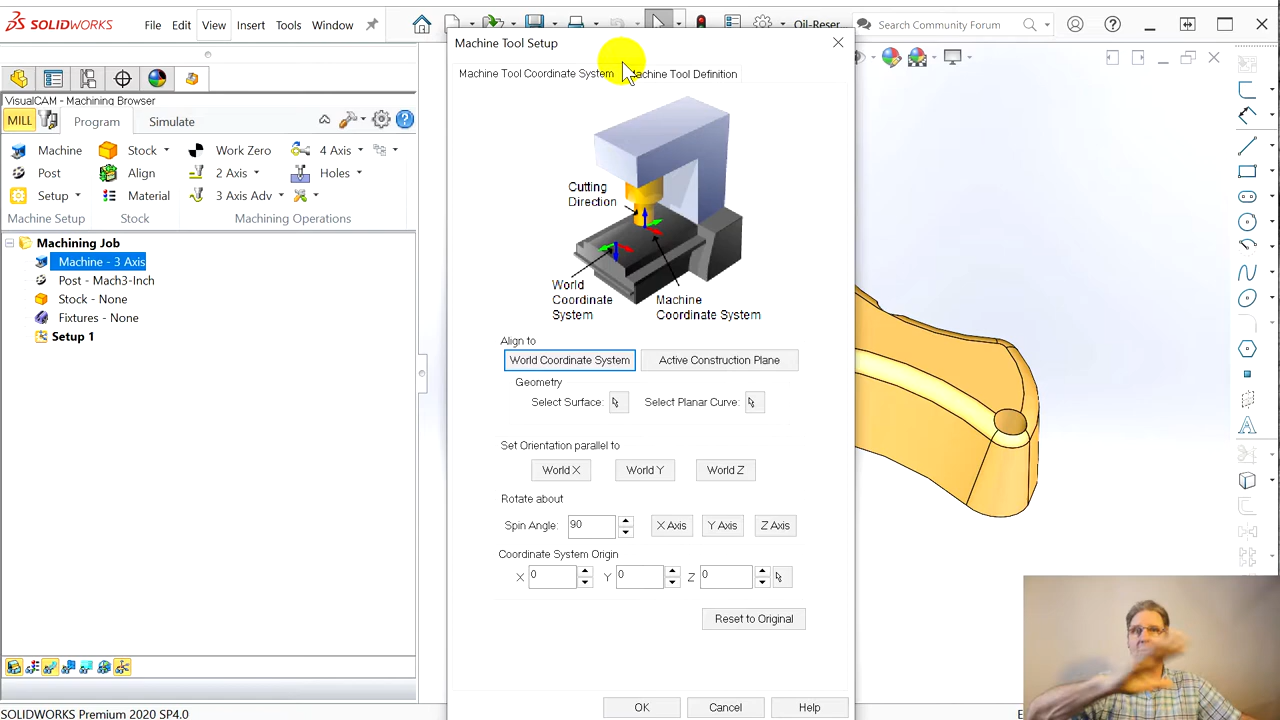 SOLIDWORKS File Edit View Insert Tools Window Oil-Reser Search Community Forum
Machine Tool Setup
Machine Tool Coordinate System Machine Tool Definition
VisualCAM - Machining Browser
MILL Program Simulate
Machine Stock Work Zero 4 Axis
Post Align 2 Axis Holes
Setup Material 3 Axis Adv
Machine Setup Stock Machining Operations
Machining Job
Machine - 3 Axis
Post - Mach3-Inch
Stock - None
Fixtures - None
Setup 1
Cutting
Direction
World
Coordinate
System
Machine
Coordinate System
Align to
World Coordinate System Active Construction Plane
Geometry
Select Surface: Select Planar Curve:
Set Orientation parallel to
World X World Y World Z
Rotate about
Spin Angle: 90 X Axis Y Axis Z Axis
Coordinate System Origin
X 0 Y 0 Z 0
Reset to Original
OK Cancel Help
SOLIDWORKS Premium 2020 SP4.0